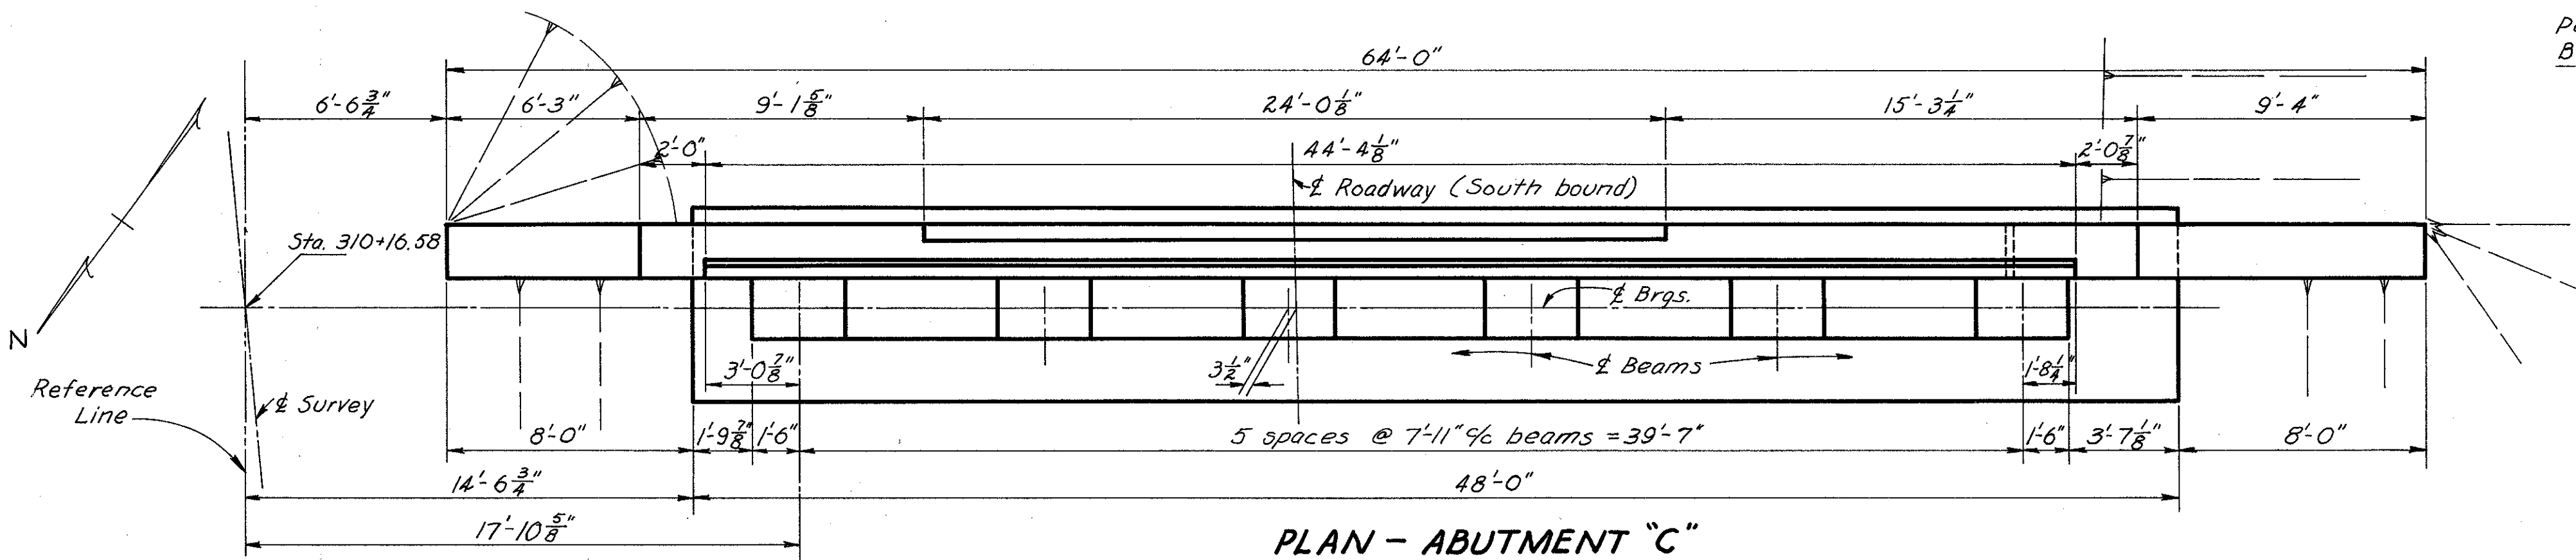 64'-0"
6'-6 3/4"
6'-3"
9'-1 5/8"
24'-0 1/8"
15'-3 1/4"
9'-4"
2'-0"
44'-4 1/8"
2'-0 7/8"
℄ Roadway (South bound)
Sta. 310+16.58
℄ Brgs.
N
3'-0 7/8"
3 1/2"
℄ Beams
1'-8 1/4"
Reference
Line
℄ Survey
8'-0"
1'-9 7/8"
1'-6"
5 spaces @ 7'-11" c/c beams = 39'-7"
1'-6"
3'-7 1/8"
8'-0"
14'-6 3/4"
48'-0"
17'-10 5/8"
PLAN - ABUTMENT "C"